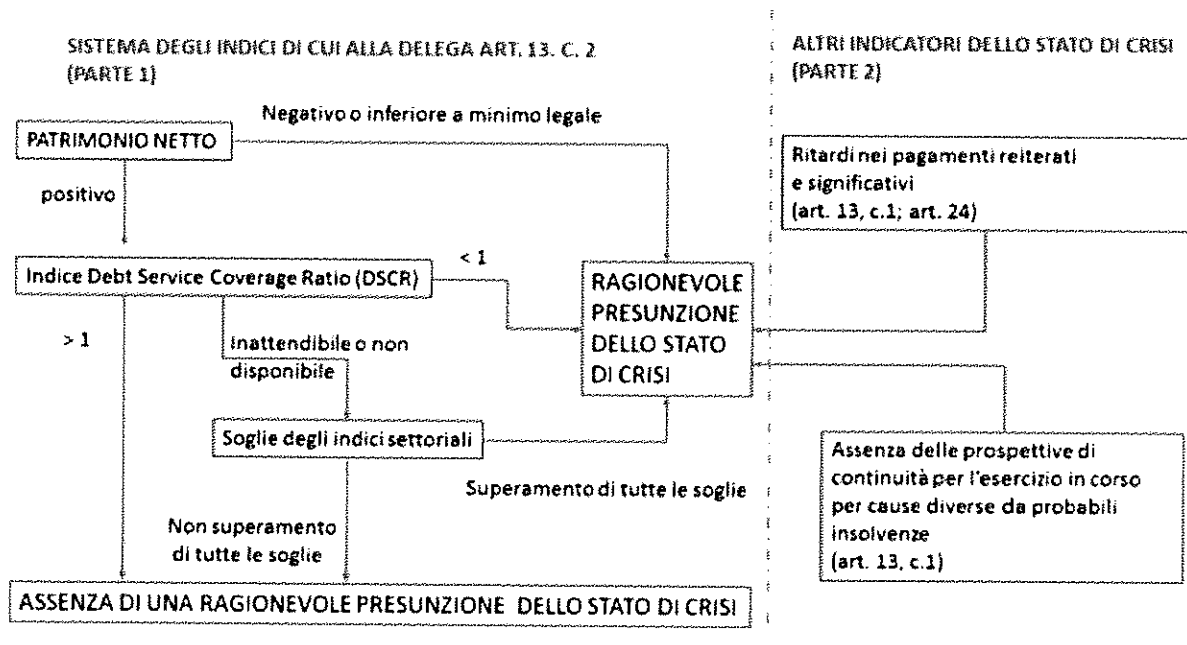 SISTEMA DEGLI INDICI DI CUI ALLA DELEGA ART. 13. C. 2
(PARTE 1)
Negativo o inferiore a minimo legale
PATRIMONIO NETTO
positivo
Indice Debt Service Coverage Ratio (DSCR)
< 1
> 1
Inattendibile o non
disponibile
RAGIONEVOLE
PRESUNZIONE
DELLO STATO
DI CRISI
Soglie degli indici settoriali
Superamento di tutte le soglie
Non superamento
di tutte le soglie
ASSENZA DI UNA RAGIONEVOLE PRESUNZIONE DELLO STATO DI CRISI
ALTRI INDICATORI DELLO STATO DI CRISI
(PARTE 2)
Ritardi nei pagamenti reiterati
e significativi
(art. 13, c.1; art. 24)
Assenza delle prospettive di
continuità per l'esercizio in corso
per cause diverse da probabili
insolvenze
(art. 13, c.1)